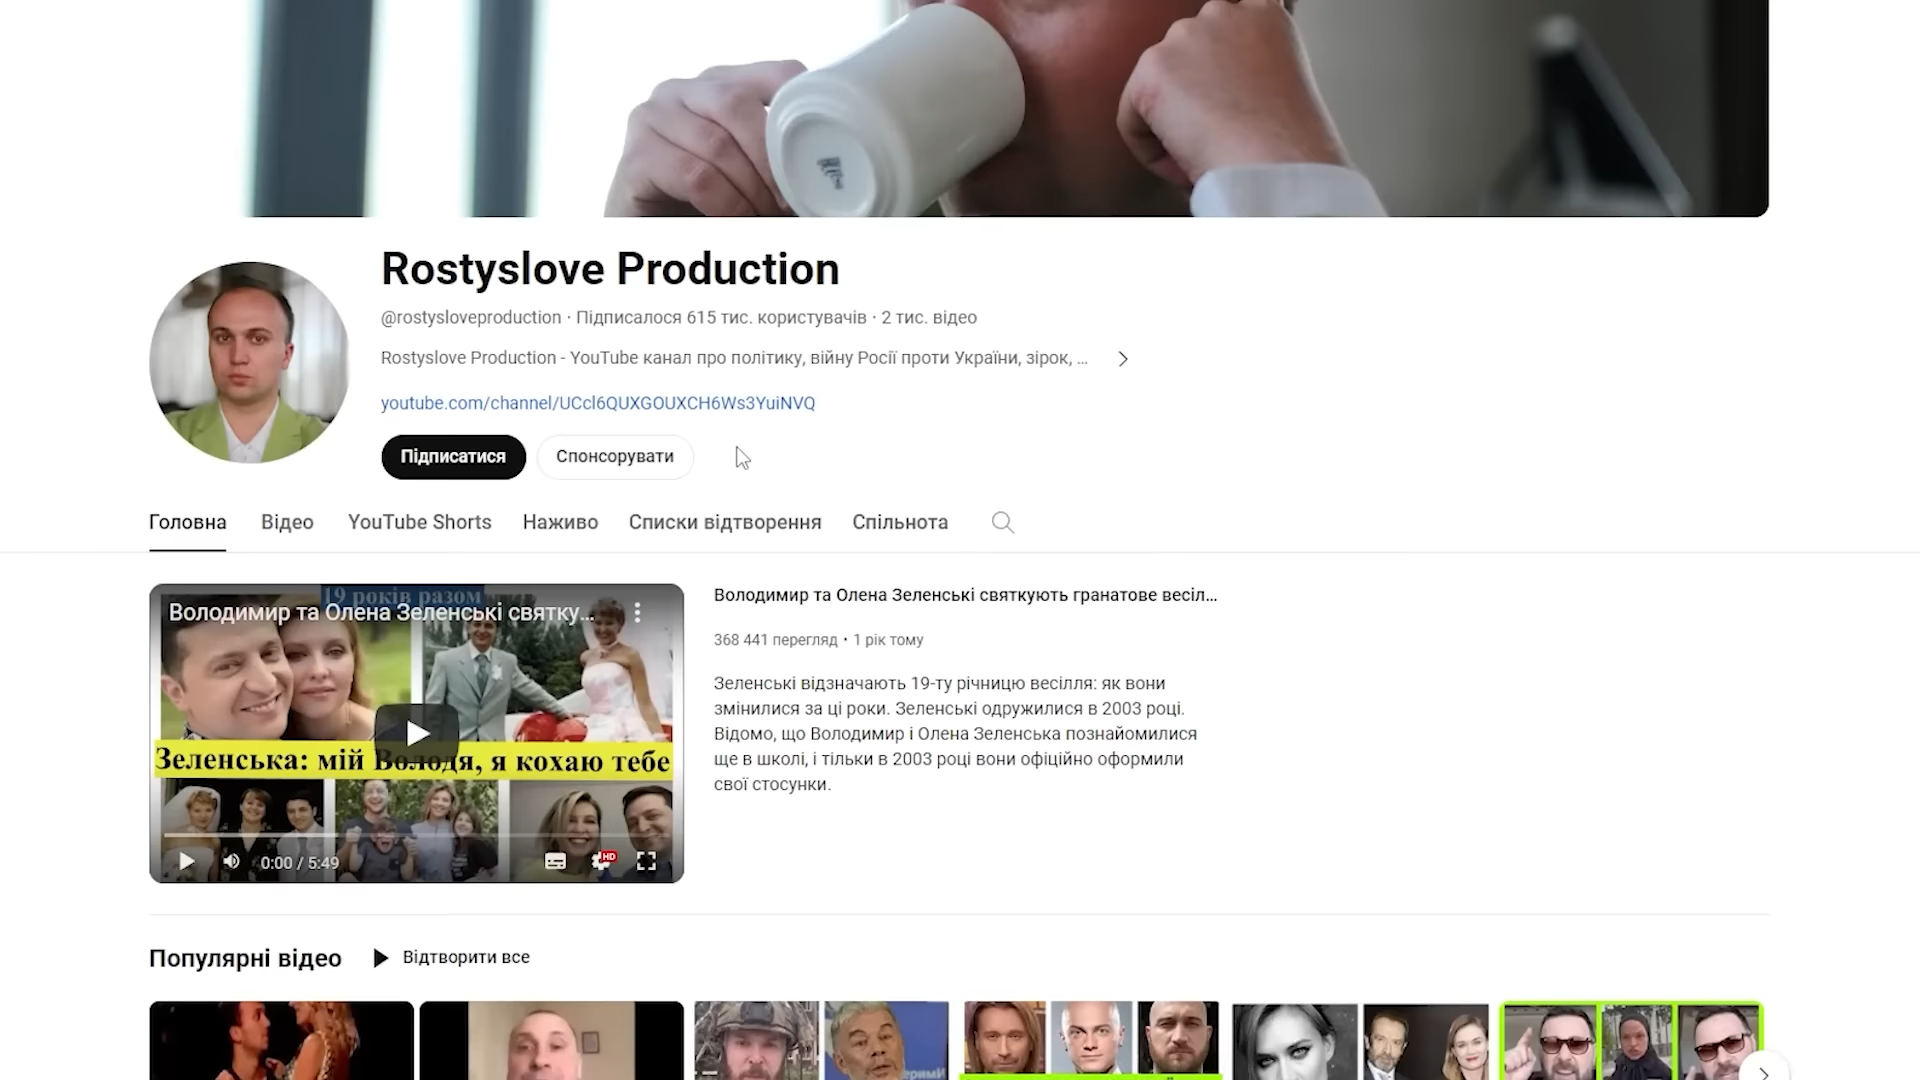 Rostyslove Production
@rostysloveproduction · Підписалося 615 тис. користувачів · 2 тис. відео
Rostyslove Production - YouTube канал про політику, війну Росії проти України, зірок, ...
youtube.com/channel/UCcl6QUXGOUXCH6Ws3YuiNVQ
Підписатися
Спонсорувати
Головна
Відео
YouTube Shorts
Наживо
Списки відтворення
Спільнота
19 років разом
Володимир та Олена Зеленські святку...
Зеленська: мій Володя, я кохаю тебе
0:00 / 5:49
HD
Володимир та Олена Зеленські святкують гранатове весіл...
368 441 перегляд · 1 рік тому
Зеленські відзначають 19-ту річницю весілля: як вони
змінилися за ці роки. Зеленські одружилися в 2003 році.
Відомо, що Володимир і Олена Зеленська познайомилися
ще в школі, і тільки в 2003 році вони офіційно оформили
свої стосунки.
Популярні відео
Відтворити все